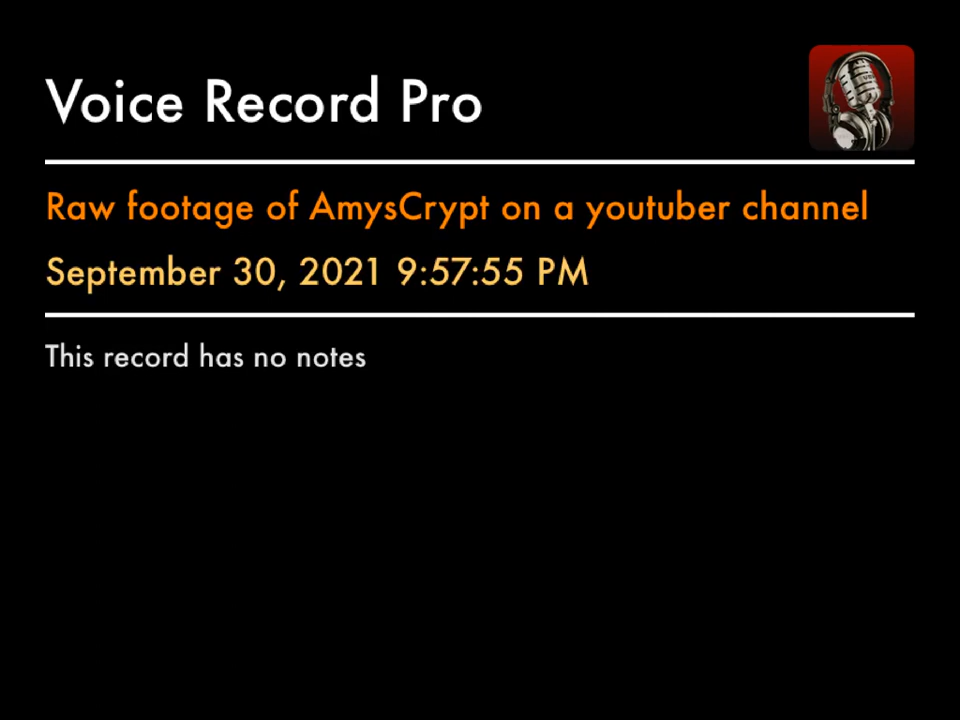 Voice Record Pro
Raw footage of AmysCrypt on a youtuber channel
September 30, 2021 9:57:55 PM
This record has no notes